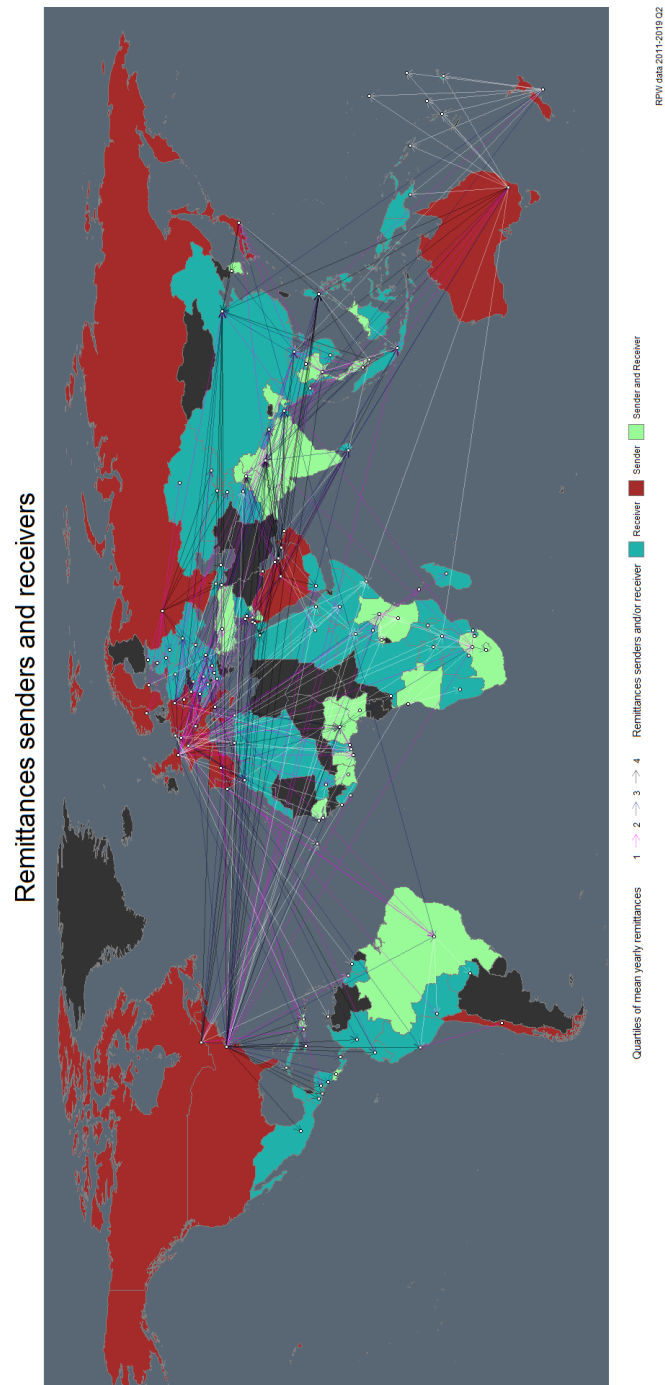 Remittances senders and receivers
Quartiles of mean yearly remittances 1 → 2 → 3 → 4 Remittances senders and/or receiver Receiver Sender Sender and Receiver
RPW data 2011-2019 Q2